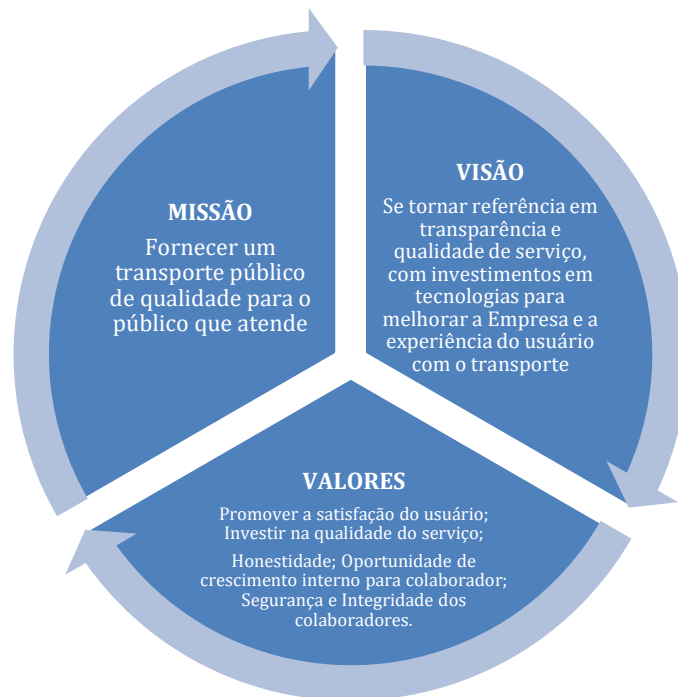 MISSÃO
Fornecer um
transporte público
de qualidade para o
público que atende
VISÃO
Se tornar referência em
transparência e
qualidade de serviço,
com investimentos em
tecnologias para
melhorar a Empresa e a
experiência do usuário
com o transporte
VALORES
Promover a satisfação do usuário;
Investir na qualidade do serviço;
Honestidade; Oportunidade de
crescimento interno para colaborador;
Segurança e Integridade dos
colaboradores.